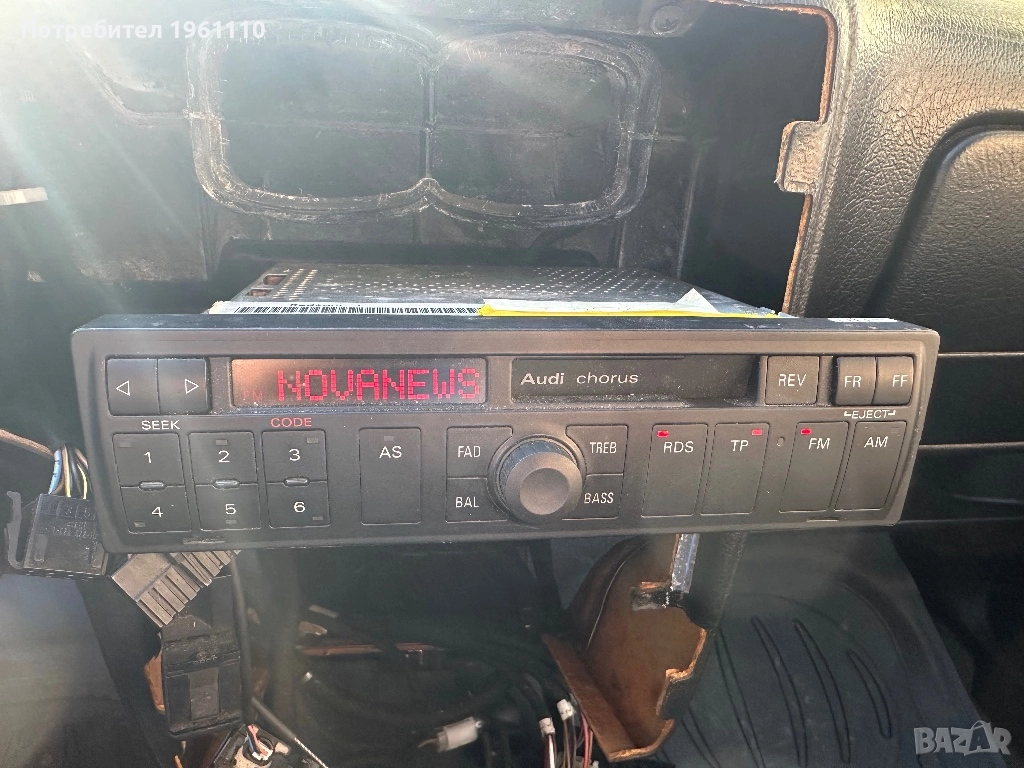 Потребител 1961110
NOVANEWS
Audi chorus
REV
FR
FF
SEEK
CODE
EJECT
1
2
3
AS
FAD
TREB
RDS
TP
FM
AM
4
5
6
BAL
BASS
BAZAR